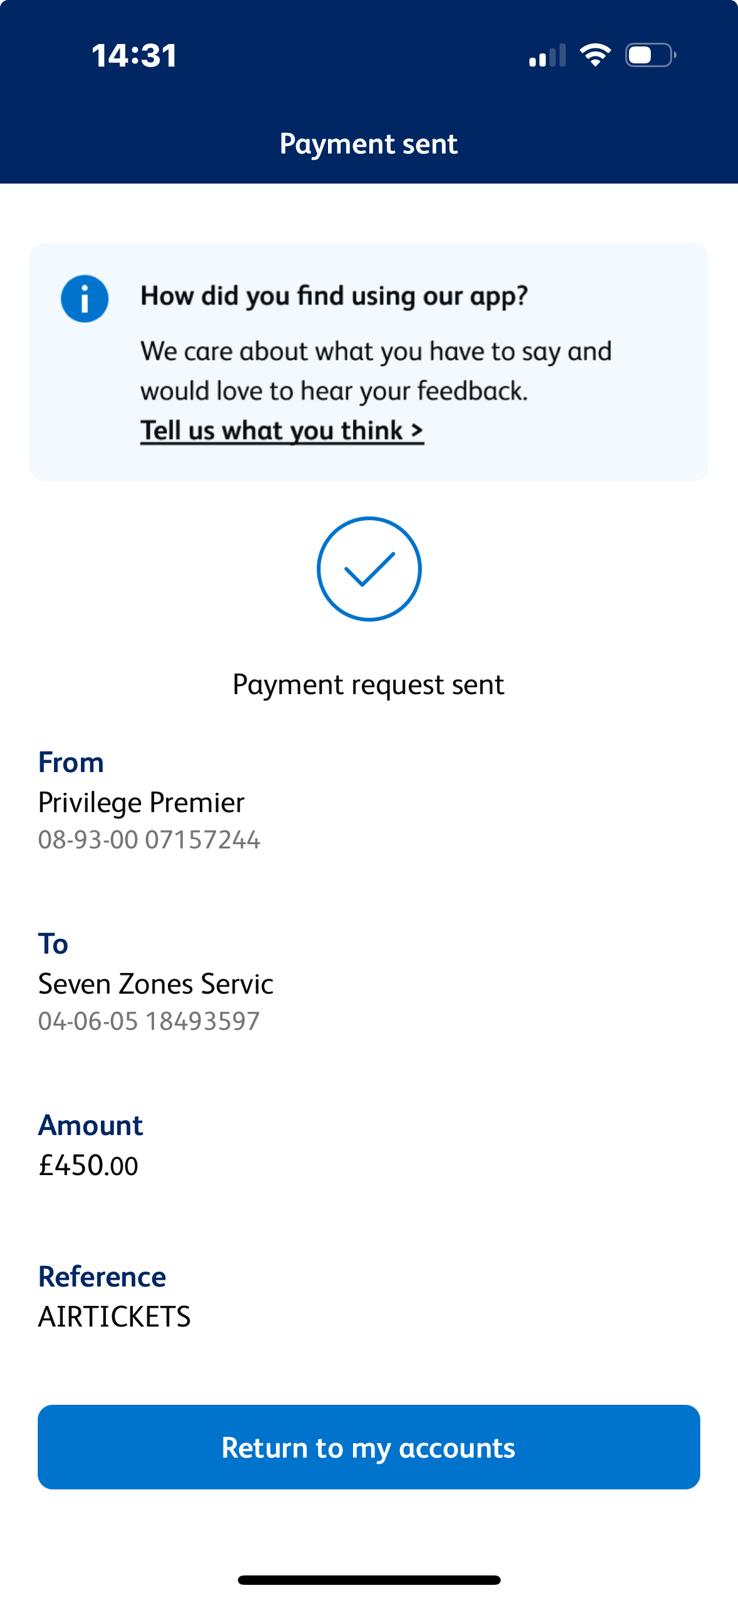 14:31
Payment sent
How did you find using our app?
We care about what you have to say and
would love to hear your feedback.
Tell us what you think >
Payment request sent
From
Privilege Premier
08-93-00 07157244
To
Seven Zones Servic
04-06-05 18493597
Amount
£450.00
Reference
AIRTICKETS
Return to my accounts